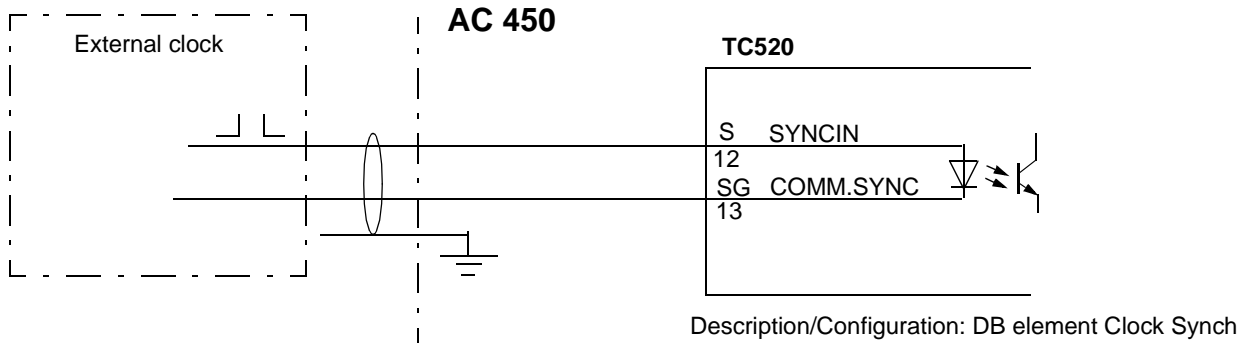 AC 450
External clock
TC520
S SYNCIN
12
SG COMM.SYNC
13
Description/Configuration: DB element Clock Synch